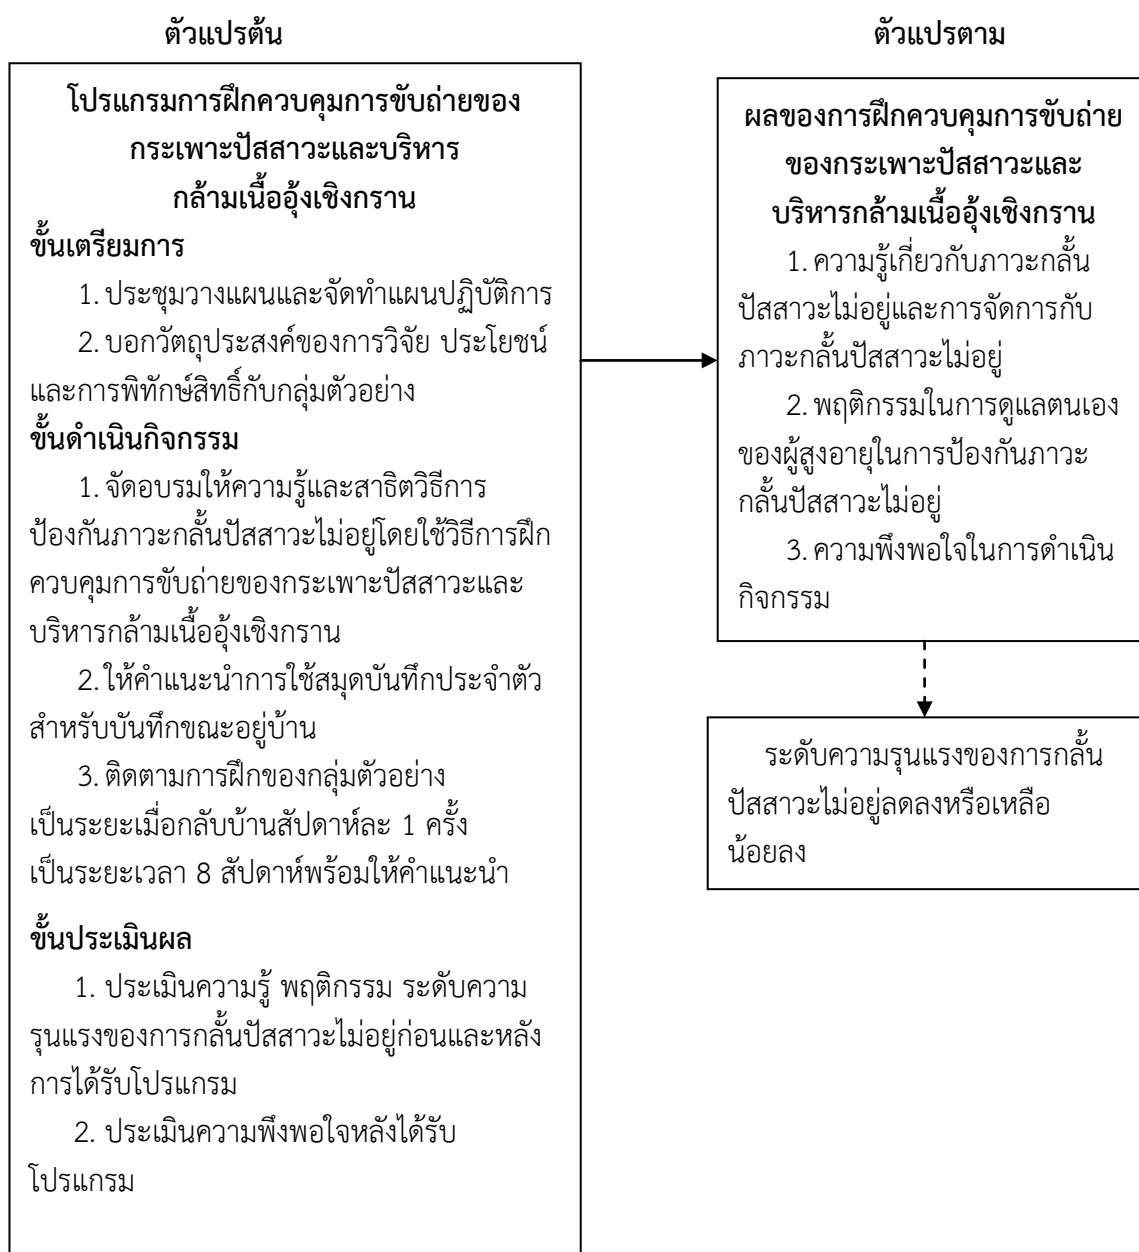 ตัวแปรต้น
โปรแกรมการฝึกควบคุมการขับถ่ายของ
กระเพาะปัสสาวะและบริหาร
กล้ามเนื้ออุ้งเชิงกราน
ขั้นเตรียมการ
1. ประชุมวางแผนและจัดทำแผนปฏิบัติการ
2. บอกวัตถุประสงค์ของการวิจัย ประโยชน์
และการพิทักษ์สิทธิ์กับกลุ่มตัวอย่าง
ขั้นดำเนินกิจกรรม
1. จัดอบรมให้ความรู้และสาธิตวิธีการ
ป้องกันภาวะกลั้นปัสสาวะไม่อยู่โดยใช้วิธีการฝึก
ควบคุมการขับถ่ายของกระเพาะปัสสาวะและ
บริหารกล้ามเนื้ออุ้งเชิงกราน
2. ให้คำแนะนำการใช้สมุดบันทึกประจำตัว
สำหรับบันทึกขณะอยู่บ้าน
3. ติดตามการฝึกของกลุ่มตัวอย่าง
เป็นระยะเมื่อกลับบ้านสัปดาห์ละ 1 ครั้ง
เป็นระยะเวลา 8 สัปดาห์พร้อมให้คำแนะนำ
ขั้นประเมินผล
1. ประเมินความรู้ พฤติกรรม ระดับความ
รุนแรงของการกลั้นปัสสาวะไม่อยู่ก่อนและหลัง
การได้รับโปรแกรม
2. ประเมินความพึงพอใจหลังได้รับ
โปรแกรม
ตัวแปรตาม
ผลของการฝึกควบคุมการขับถ่าย
ของกระเพาะปัสสาวะและ
บริหารกล้ามเนื้ออุ้งเชิงกราน
1. ความรู้เกี่ยวกับภาวะกลั้น
ปัสสาวะไม่อยู่และการจัดการกับ
ภาวะกลั้นปัสสาวะไม่อยู่
2. พฤติกรรมในการดูแลตนเอง
ของผู้สูงอายุในการป้องกันภาวะ
กลั้นปัสสาวะไม่อยู่
3. ความพึงพอใจในการดำเนิน
กิจกรรม
ระดับความรุนแรงของการกลั้น
ปัสสาวะไม่อยู่ลดลงหรือเหลือ
น้อยลง